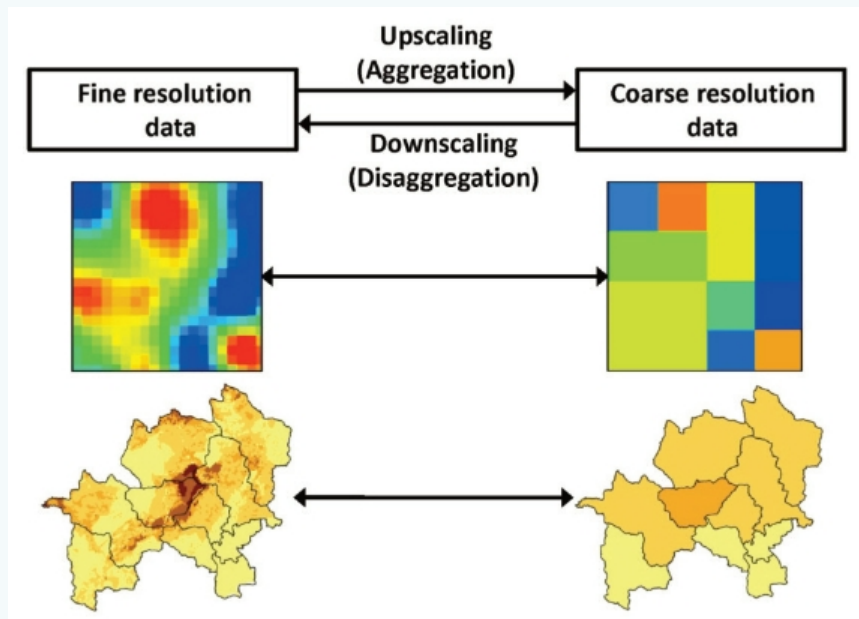 Upscaling
(Aggregation)
Fine resolution
data
Coarse resolution
data
Downscaling
(Disaggregation)